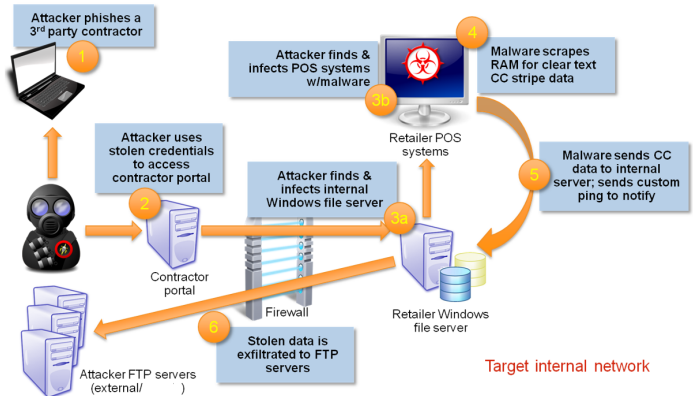 Attacker phishes a
3rd party contractor
1
Attacker finds &
infects POS systems
w/malware
3b
4
Malware scrapes
RAM for clear text
CC stripe data
Retailer POS
systems
Attacker uses
stolen credentials
to access
contractor portal
2
Attacker finds &
infects internal
Windows file server
3a
5
Malware sends CC
data to internal
server; sends custom
ping to notify
Contractor
portal
Firewall
Retailer Windows
file server
6
Stolen data is
exfiltrated to FTP
servers
Attacker FTP servers
(external/ )
Target internal network